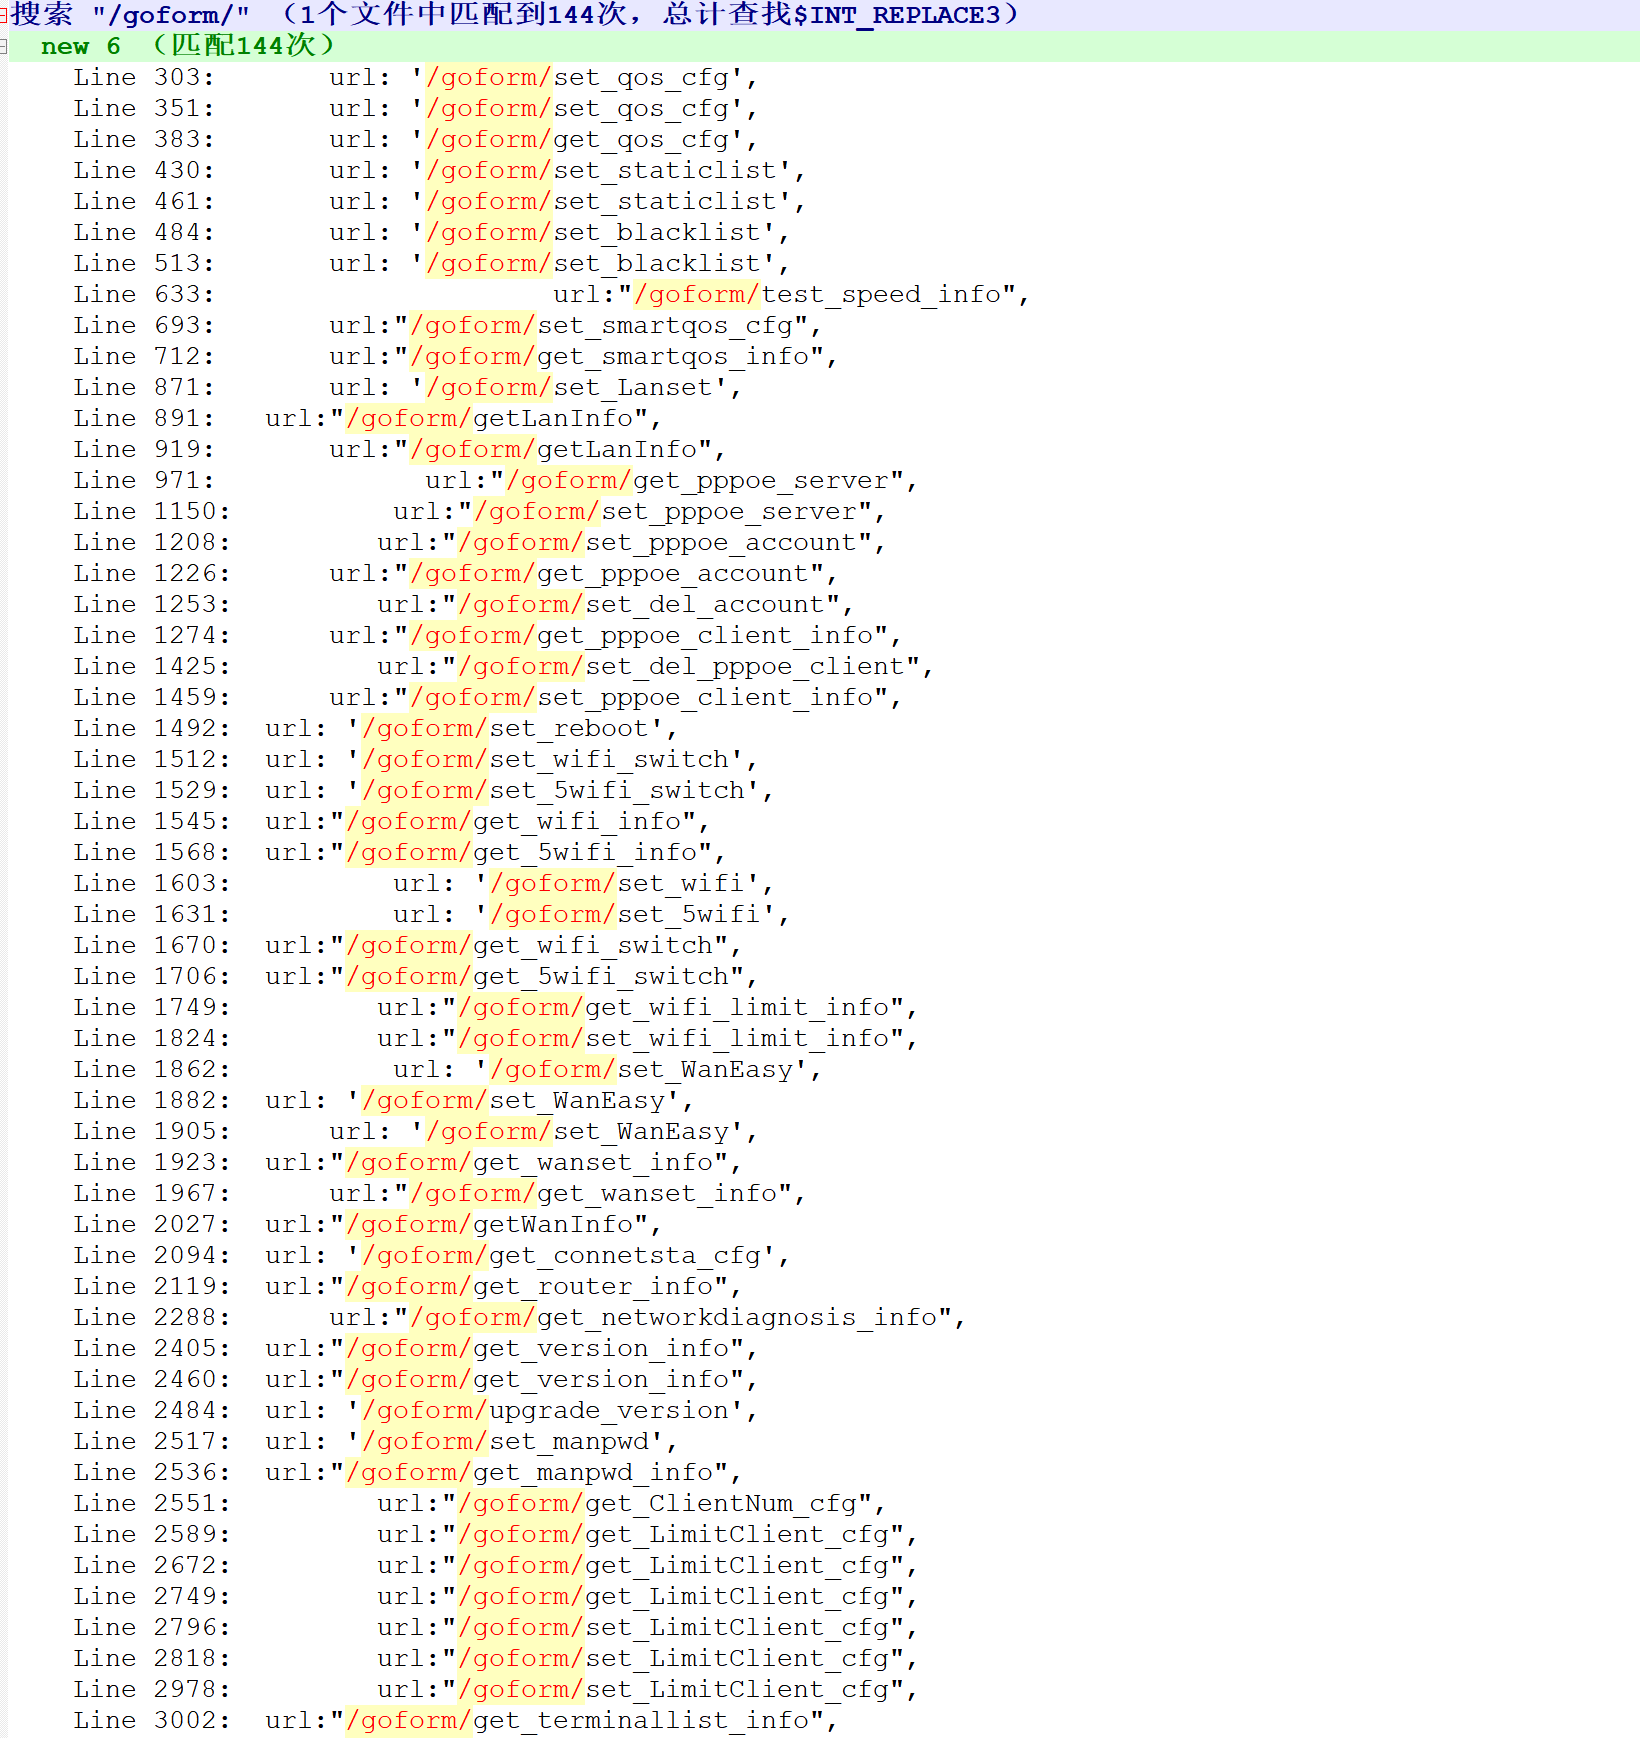 搜索 "/goform/" （1个文件中匹配到144次，总计查找$INT_REPLACE3）
new 6 （匹配144次）
Line 303: url: '/goform/set_qos_cfg',
Line 351: url: '/goform/set_qos_cfg',
Line 383: url: '/goform/get_qos_cfg',
Line 430: url: '/goform/set_staticlist',
Line 461: url: '/goform/set_staticlist',
Line 484: url: '/goform/set_blacklist',
Line 513: url: '/goform/set_blacklist',
Line 633: url:"/goform/test_speed_info",
Line 693: url:"/goform/set_smartqos_cfg",
Line 712: url:"/goform/get_smartqos_info",
Line 871: url: '/goform/set_Lanset',
Line 891: url:"/goform/getLanInfo",
Line 919: url:"/goform/getLanInfo",
Line 971: url:"/goform/get_pppoe_server",
Line 1150: url:"/goform/set_pppoe_server",
Line 1208: url:"/goform/set_pppoe_account",
Line 1226: url:"/goform/get_pppoe_account",
Line 1253: url:"/goform/set_del_account",
Line 1274: url:"/goform/get_pppoe_client_info",
Line 1425: url:"/goform/set_del_pppoe_client",
Line 1459: url:"/goform/set_pppoe_client_info",
Line 1492: url: '/goform/set_reboot',
Line 1512: url: '/goform/set_wifi_switch',
Line 1529: url: '/goform/set_5wifi_switch',
Line 1545: url:"/goform/get_wifi_info",
Line 1568: url:"/goform/get_5wifi_info",
Line 1603: url: '/goform/set_wifi',
Line 1631: url: '/goform/set_5wifi',
Line 1670: url:"/goform/get_wifi_switch",
Line 1706: url:"/goform/get_5wifi_switch",
Line 1749: url:"/goform/get_wifi_limit_info",
Line 1824: url:"/goform/set_wifi_limit_info",
Line 1862: url: '/goform/set_WanEasy',
Line 1882: url: '/goform/set_WanEasy',
Line 1905: url: '/goform/set_WanEasy',
Line 1923: url:"/goform/get_wanset_info",
Line 1967: url:"/goform/get_wanset_info",
Line 2027: url:"/goform/getWanInfo",
Line 2094: url: '/goform/get_connetsta_cfg',
Line 2119: url:"/goform/get_router_info",
Line 2288: url:"/goform/get_networkdiagnosis_info",
Line 2405: url:"/goform/get_version_info",
Line 2460: url:"/goform/get_version_info",
Line 2484: url: '/goform/upgrade_version',
Line 2517: url: '/goform/set_manpwd',
Line 2536: url:"/goform/get_manpwd_info",
Line 2551: url:"/goform/get_ClientNum_cfg",
Line 2589: url:"/goform/get_LimitClient_cfg",
Line 2672: url:"/goform/get_LimitClient_cfg",
Line 2749: url:"/goform/get_LimitClient_cfg",
Line 2796: url:"/goform/set_LimitClient_cfg",
Line 2818: url:"/goform/set_LimitClient_cfg",
Line 2978: url:"/goform/set_LimitClient_cfg",
Line 3002: url:"/goform/get_terminallist_info",